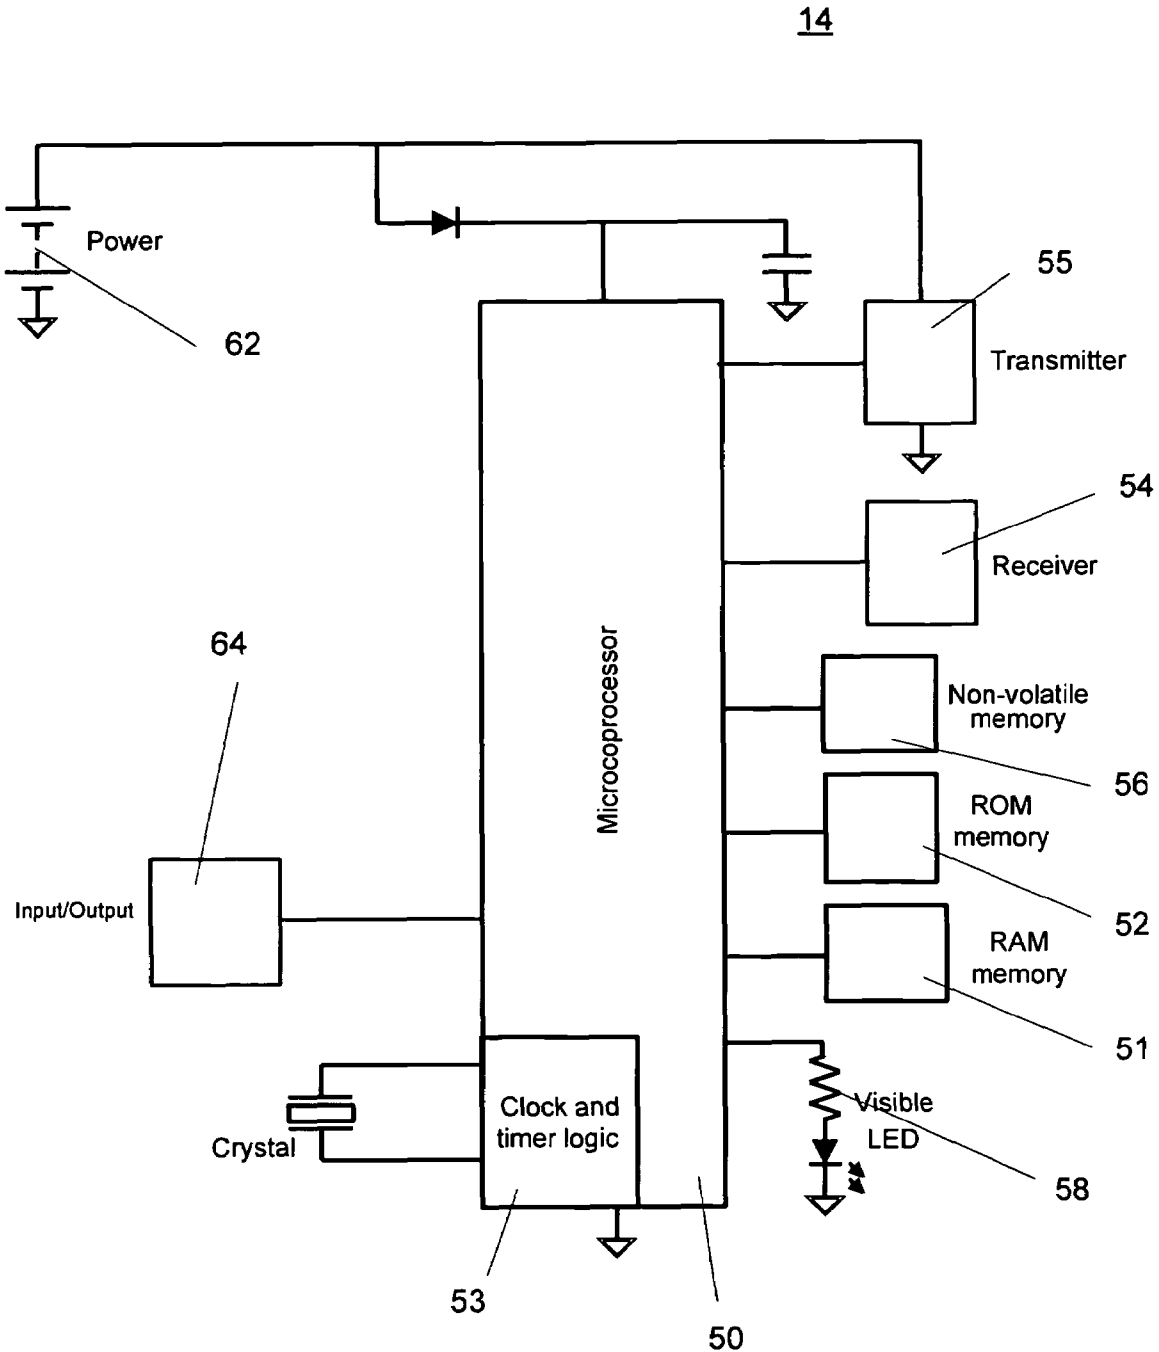 14
Power
62
55
Transmitter
54
Receiver
64
Microcoprocessor
Non-volatile
memory
56
ROM
memory
52
Input/Output
RAM
memory
51
Clock and
timer logic
Crystal
Visible
LED
58
53
50